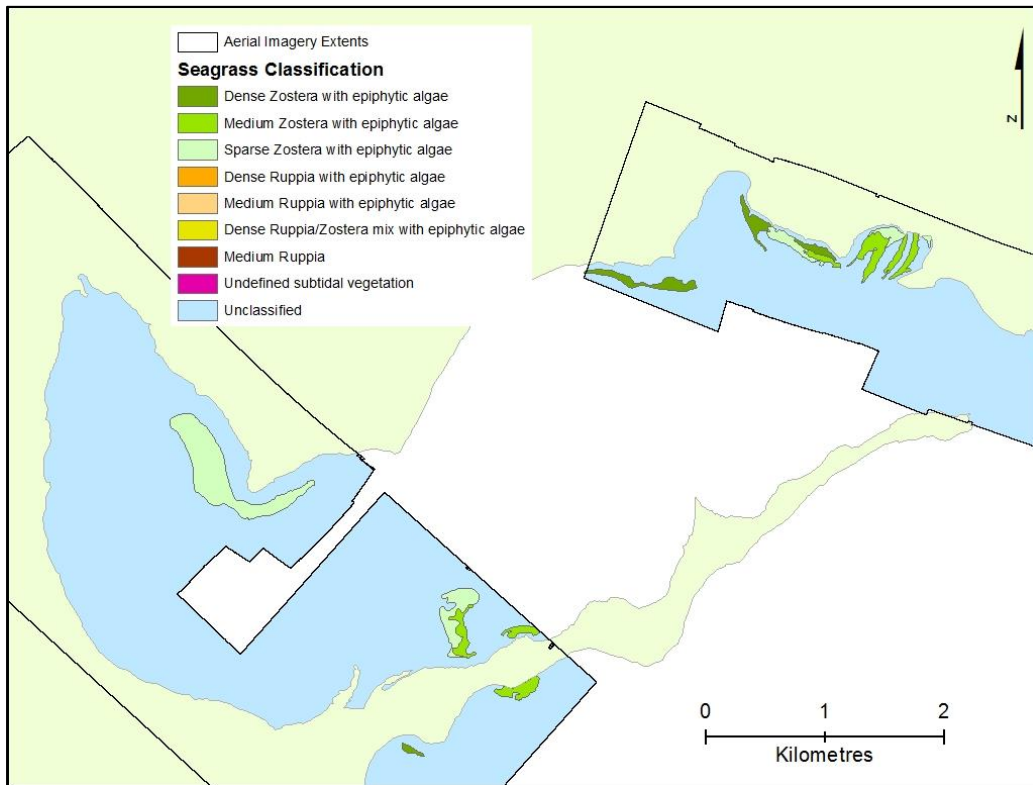 Aerial Imagery Extents
Seagrass Classification
Dense Zostera with epiphytic algae
Medium Zostera with epiphytic algae
Sparse Zostera with epiphytic algae
Dense Ruppia with epiphytic algae
Medium Ruppia with epiphytic algae
Dense Ruppia/Zostera mix with epiphytic algae
Medium Ruppia
Undefined subtidal vegetation
Unclassified
N
0 1 2
Kilometres